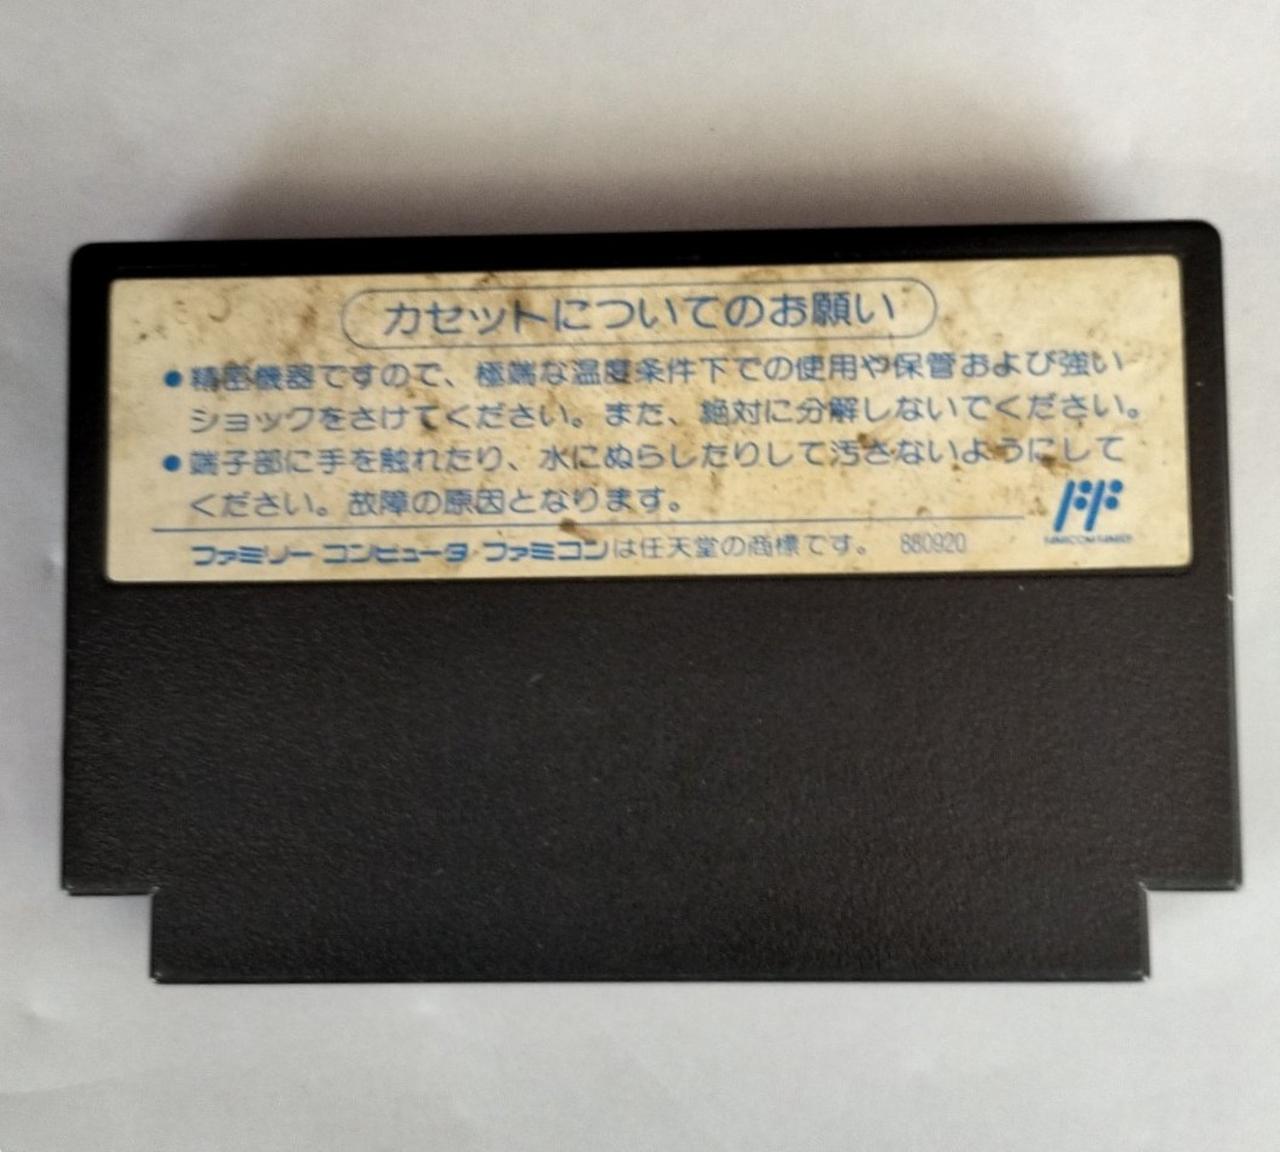 カセットについてのお願い
●精密機器ですので、極端な温度条件下での使用や保管および強い
ショックをさけてください。また、絶対に分解しないでください。
●端子部に手を触れたり、水にぬらしたりして汚さないようにして
ください。故障の原因となります。
ファミリーコンピュータ・ファミコンは任天堂の商標です。 880920
FF
FAMICOM FAMILY